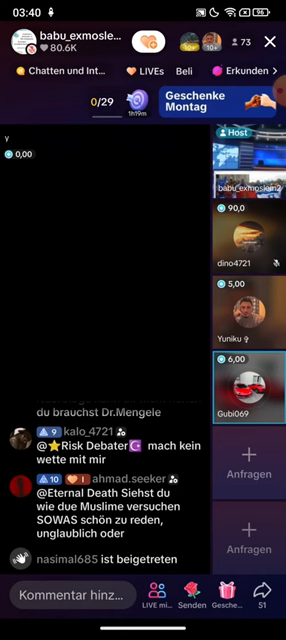 03:40
babu_exmosle...
80.6K
10+
10+
73
Chatten und Int...
LIVEs
Beli
Erkunden
0/29
1h19m
Geschenke
Montag
y
0,00
Host
90,0
dino4721
5,00
Yuniku
6,00
Gubi069
Anfragen
Anfragen
du brauchst Dr.Mengele
9 kalo_4721
@⭐Risk Debater☪ mach kein
wette mit mir
10 1 ahmad.seeker
@Eternal Death Siehst du
wie due Muslime versuchen
SOWAS schön zu reden,
unglaublich oder
nasimal685 ist beigetreten
Kommentar hinz...
LIVE mi...
Senden
Gesche...
51